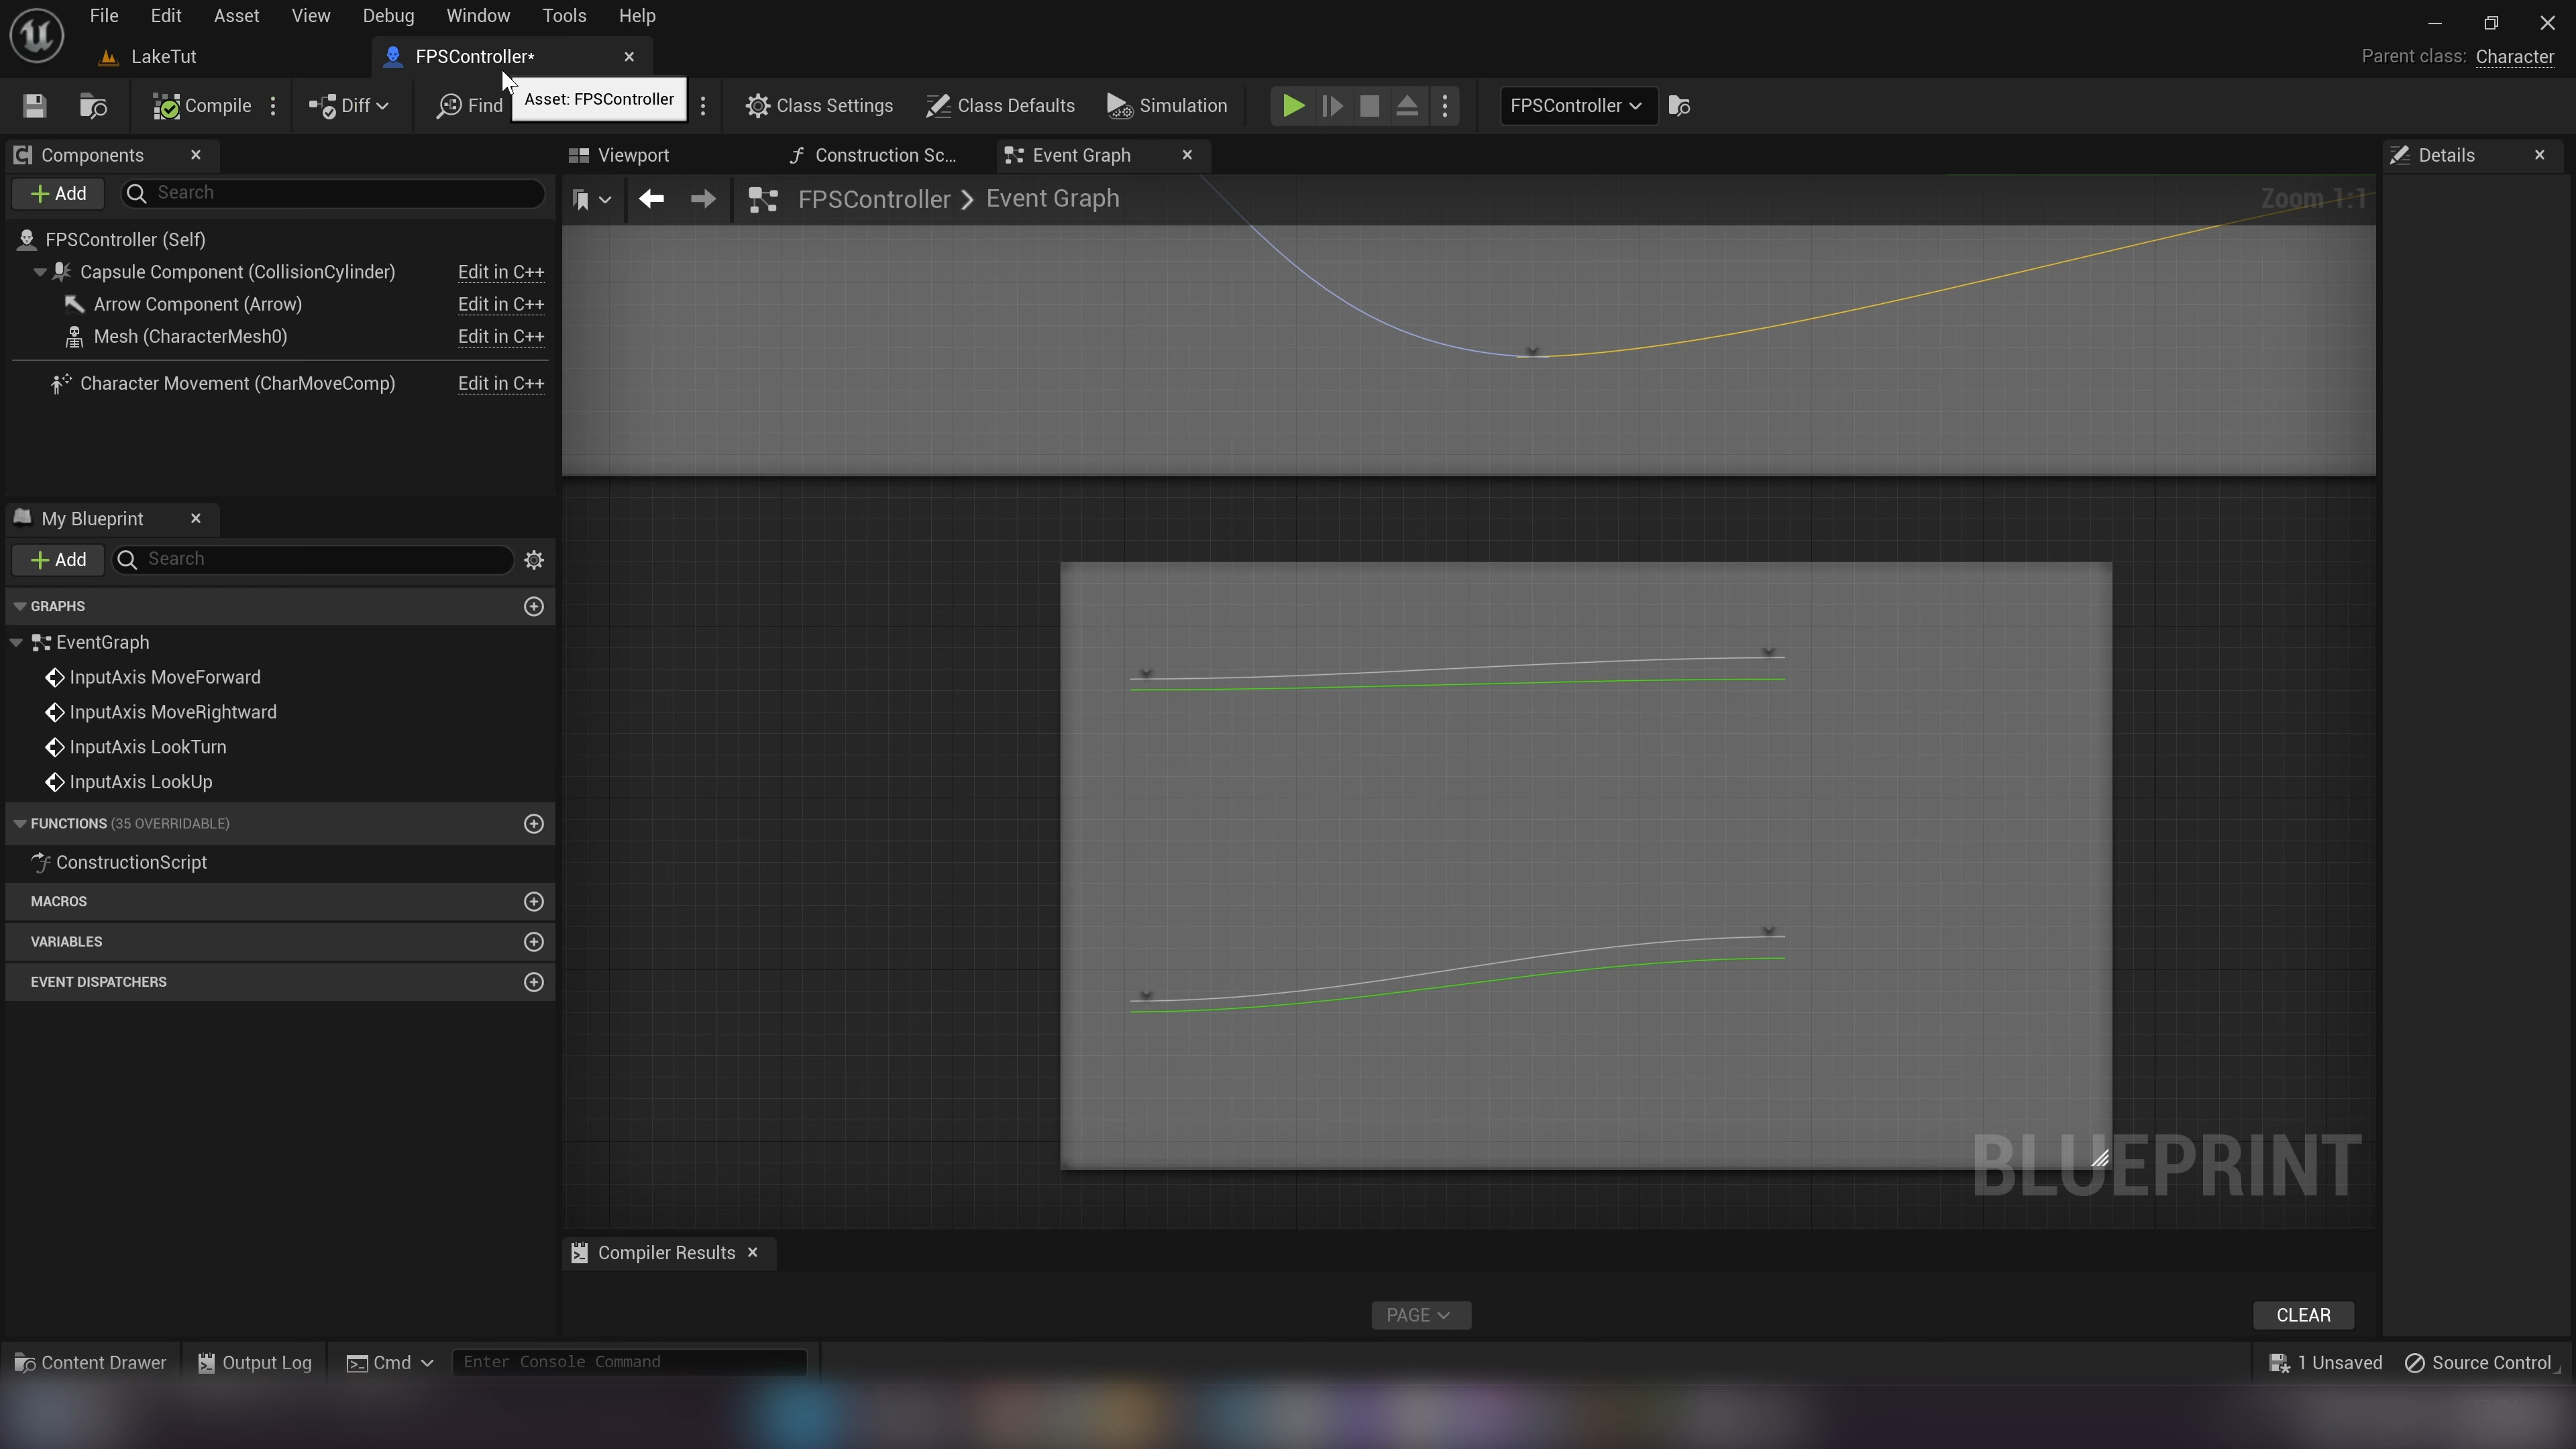 File Edit Asset View Debug Window Tools Help
LakeTut FPSController* Parent class: Character
Compile Diff Find Asset: FPSController Class Settings Class Defaults Simulation FPSController
Components Viewport Construction Sc... Event Graph Details
Add Search FPSController > Event Graph Zoom 1:1
FPSController (Self)
Capsule Component (CollisionCylinder) Edit in C++
Arrow Component (Arrow) Edit in C++
Mesh (CharacterMesh0) Edit in C++
Character Movement (CharMoveComp) Edit in C++
My Blueprint
Add Search
GRAPHS
EventGraph
InputAxis MoveForward
InputAxis MoveRightward
InputAxis LookTurn
InputAxis LookUp
FUNCTIONS (35 OVERRIDABLE)
ConstructionScript
MACROS
VARIABLES
EVENT DISPATCHERS
BLUEPRINT
Compiler Results
PAGE CLEAR
Content Drawer Output Log Cmd Enter Console Command 1 Unsaved Source Control